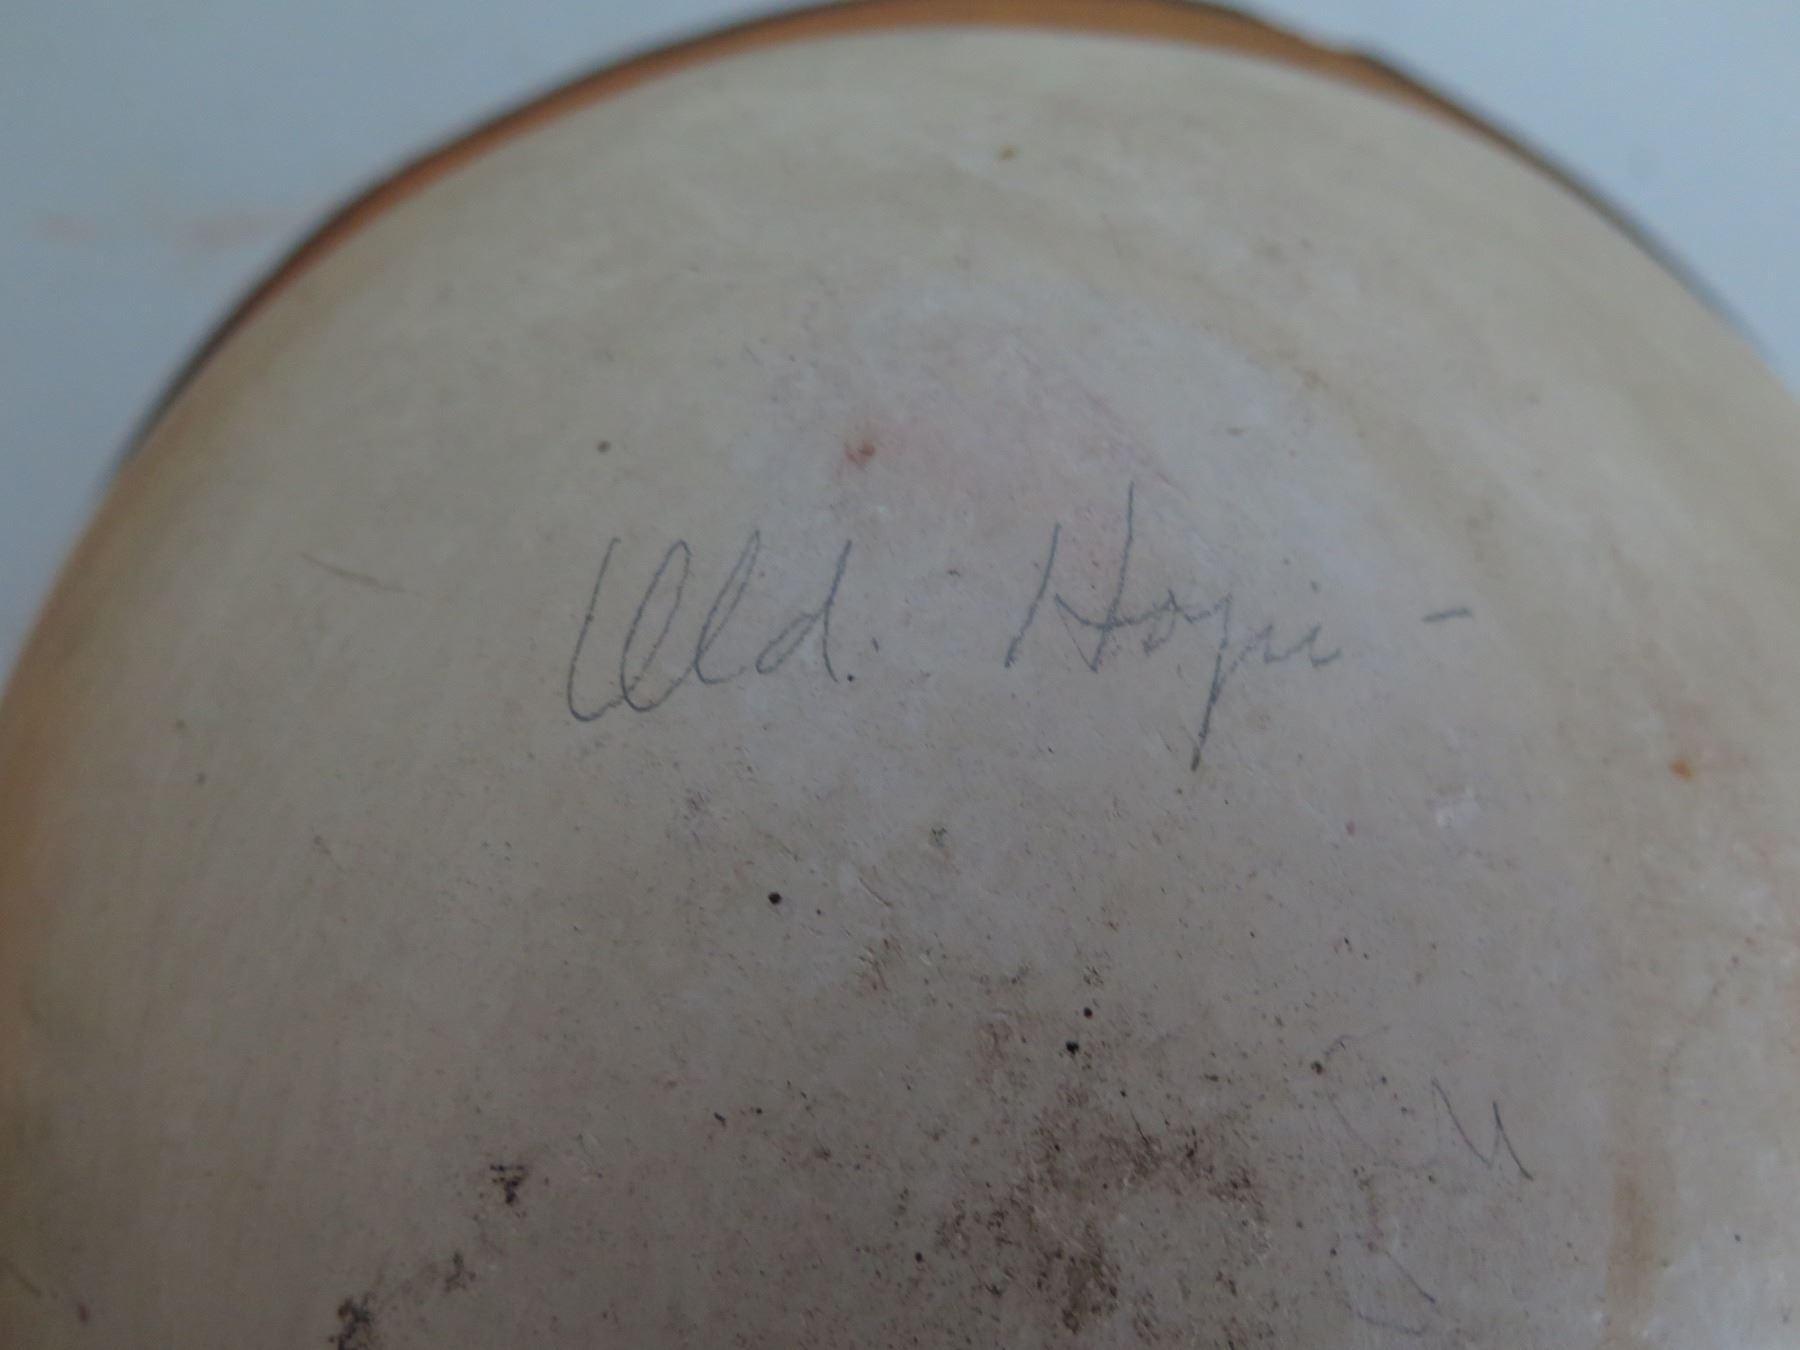 Old. Hopi -